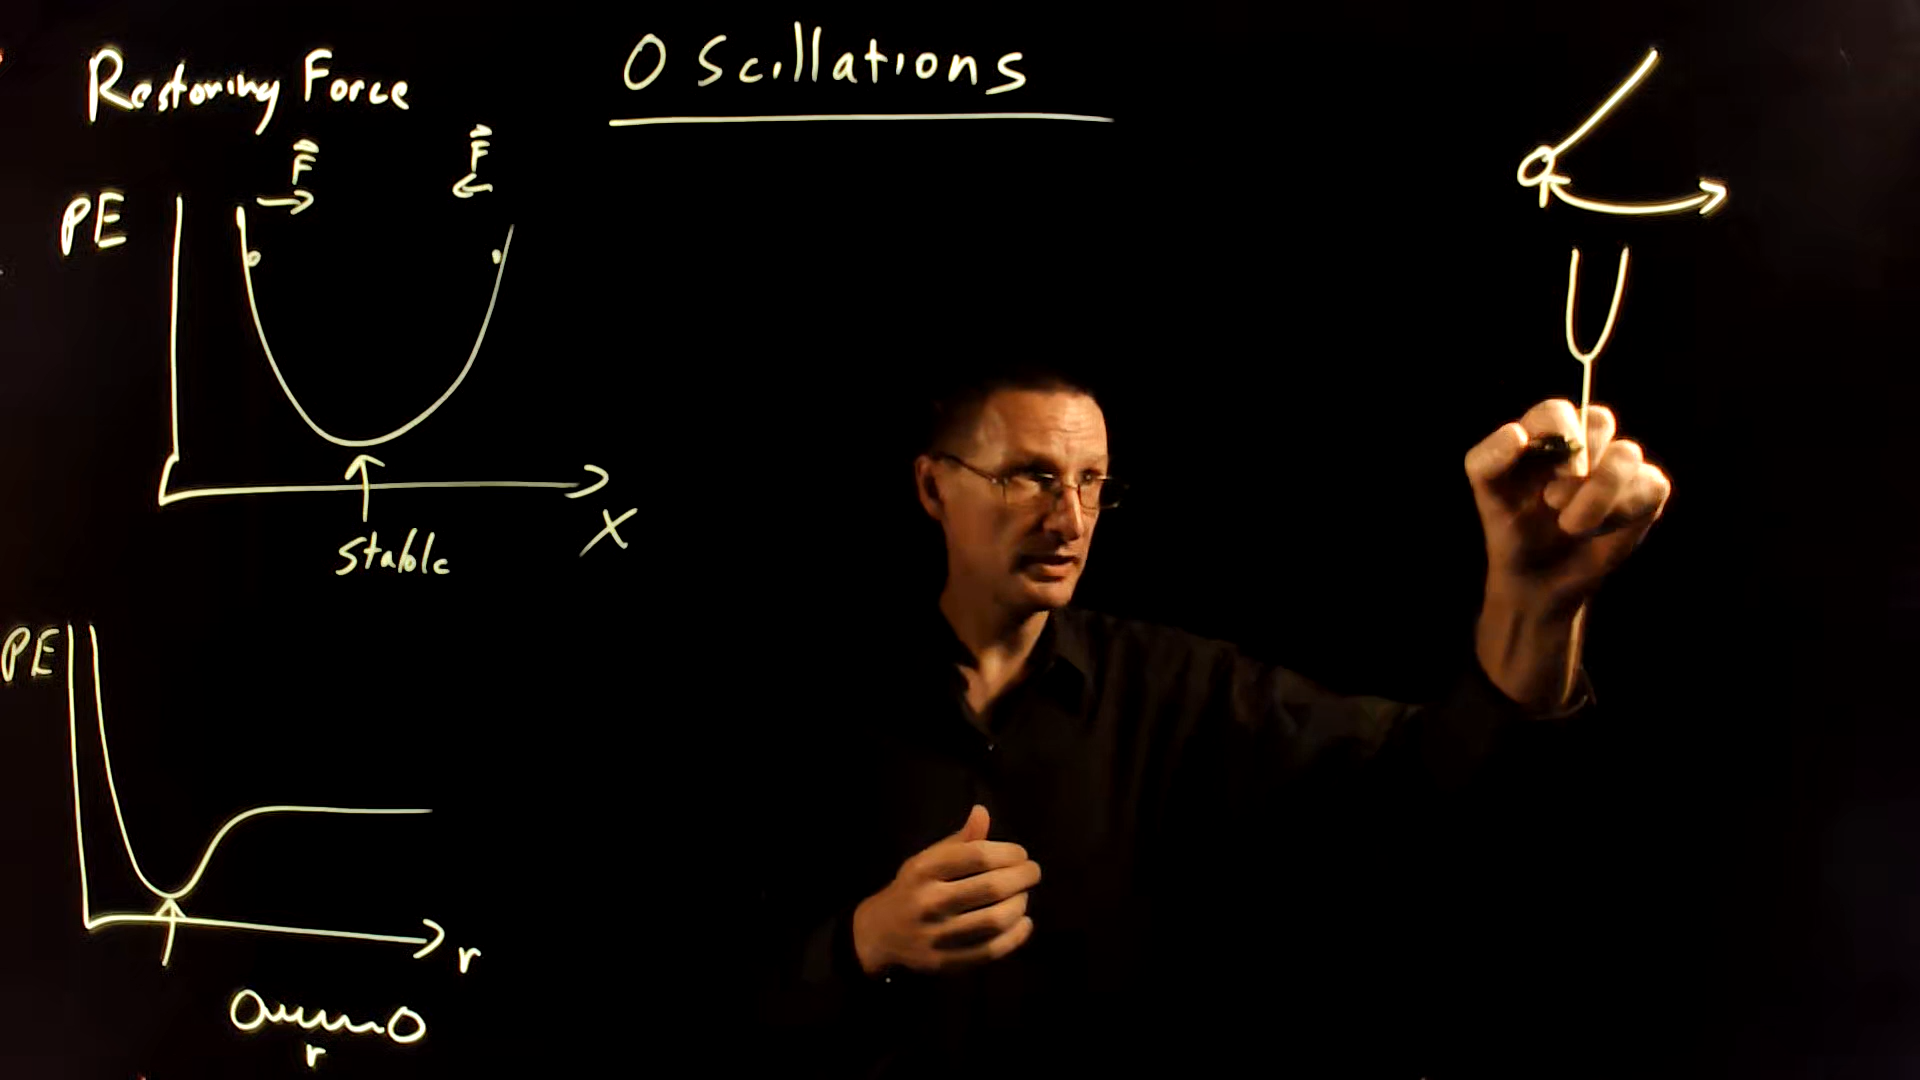 Oscillations
Restoring Force
F F
PE
x
stable
PE
r
r